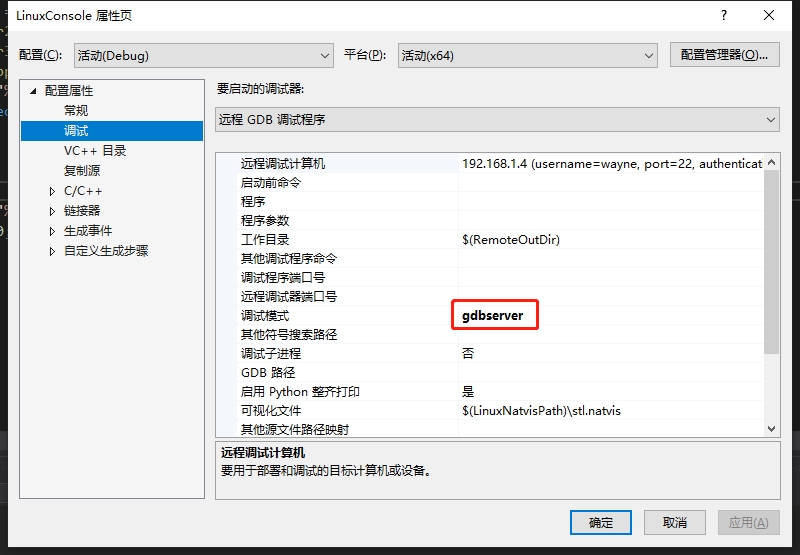 LinuxConsole 属性页
配置(C):
活动(Debug)
平台(P):
活动(x64)
配置管理器(O)...
配置属性
常规
调试
VC++ 目录
复制源
C/C++
链接器
生成事件
自定义生成步骤
要启动的调试器:
远程 GDB 调试程序
远程调试计算机 192.168.1.4 (username=wayne, port=22, authenticat
启动前命令
程序
程序参数
工作目录 $(RemoteOutDir)
其他调试程序命令
调试程序端口号
远程调试器端口号
调试模式 gdbserver
其他符号搜索路径
调试子进程 否
GDB 路径
启用 Python 整齐打印 是
可视化文件 $(LinuxNatvisPath)\stl.natvis
其他源文件路径映射
远程调试计算机
要用于部署和调试的目标计算机或设备。
确定
取消
应用(A)